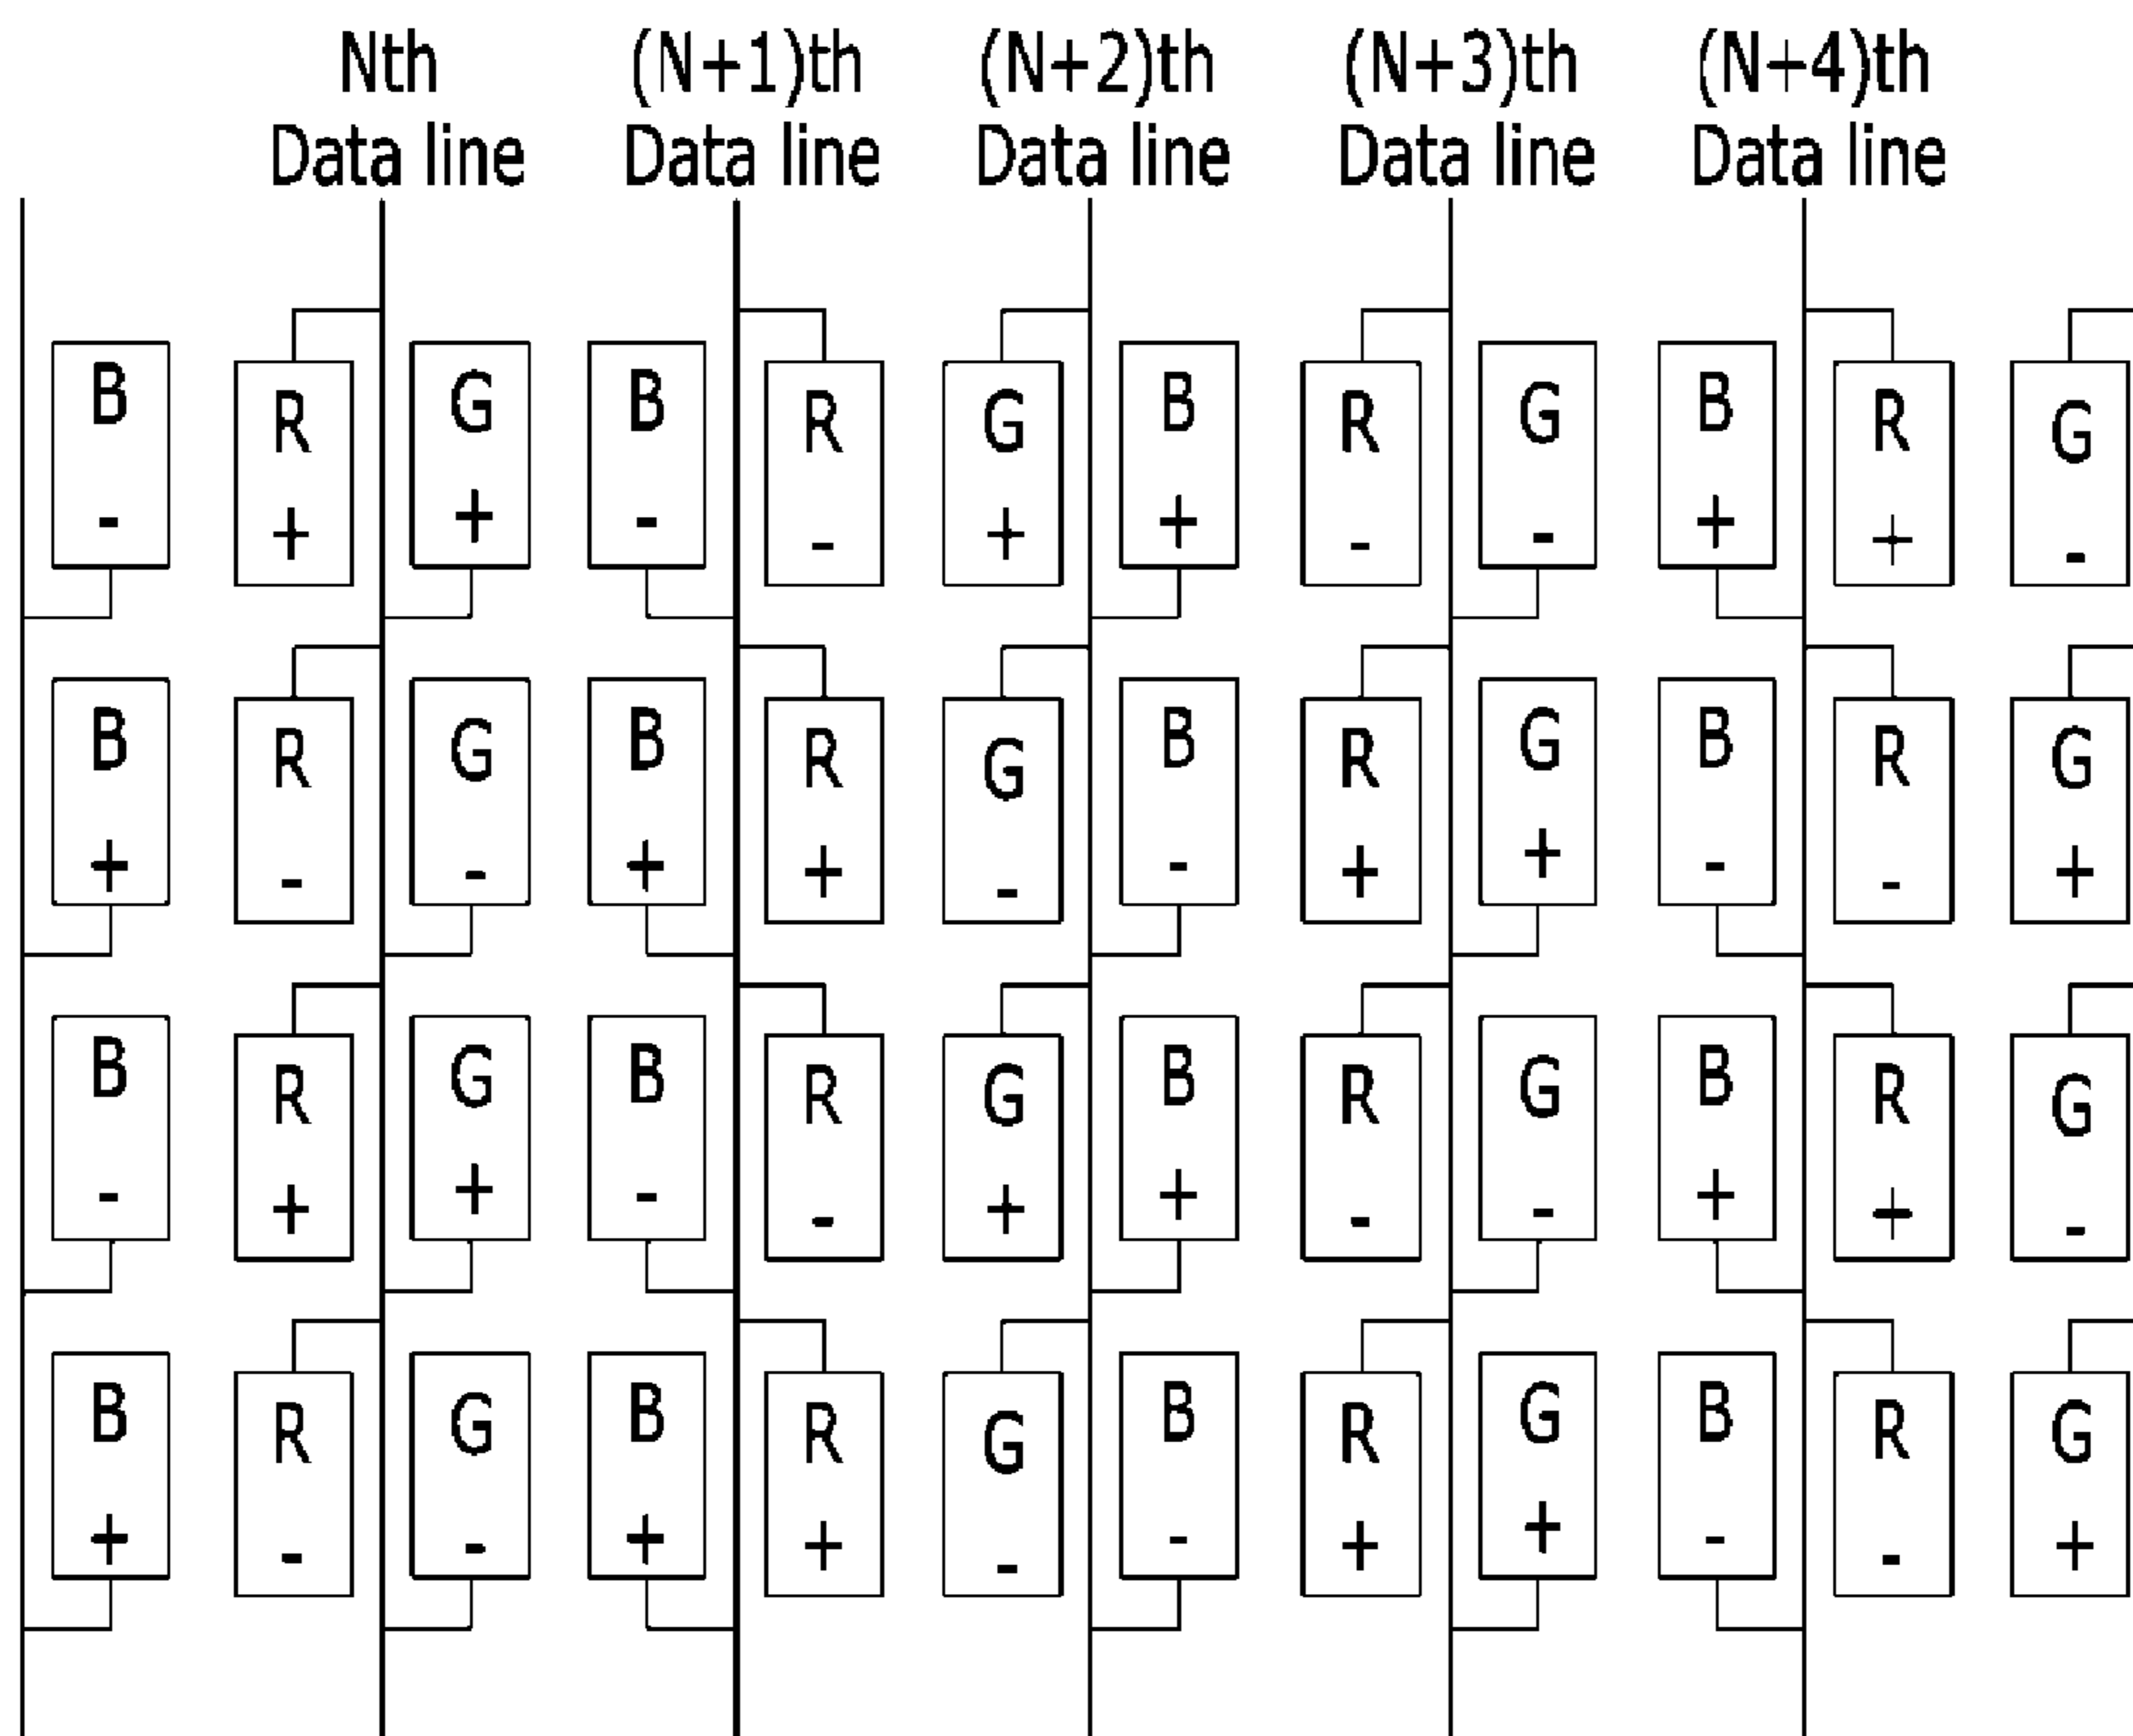 Nth (N+1)th (N+2)th (N+3)th (N+4)th
Data line Data line Data line Data line Data line
B R G B R G B R G B R G
- + + - - + + - - + + -
B R G B R G B R G B R G
+ - - + + - - + + - - +
B R G B R G B R G B R G
- + + - - + + - - + + -
B R G B R G B R G B R G
+ - - + + - - + + - - +